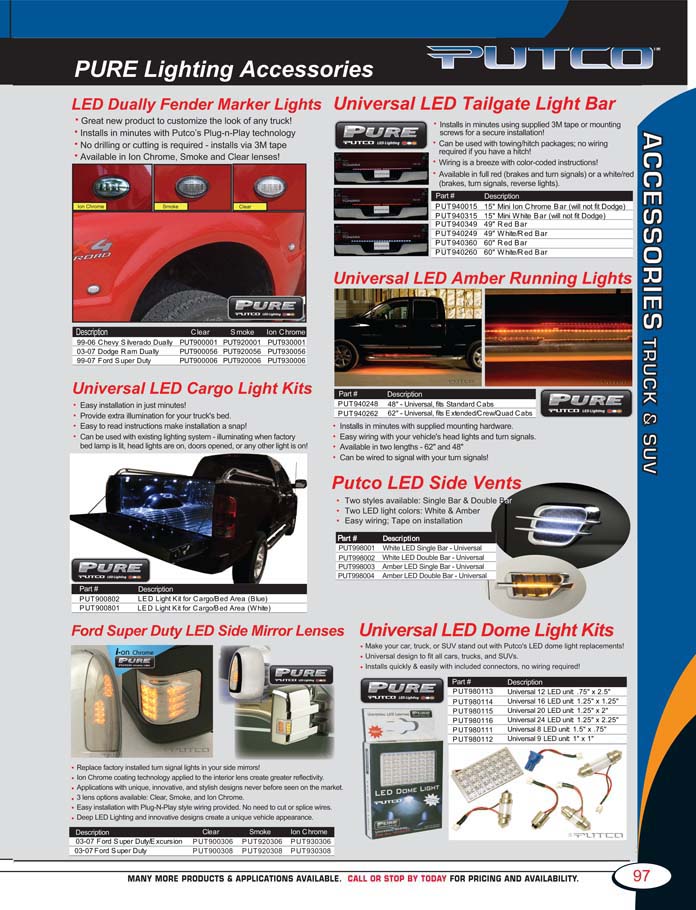 PURE Lighting Accessories
PUTCO
LED Dually Fender Marker Lights
• Great new product to customize the look of any truck!
• Installs in minutes with Putco's Plug-n-Play technology
• No drilling or cutting is required - installs via 3M tape
• Available in Ion Chrome, Smoke and Clear lenses!
Ion Chrome
Smoke
Clear
PURE
PUTCO LED Lighting
Description Clear Smoke Ion Chrome
99-06 Chevy Silverado Dually PUT900001 PUT920001 PUT930001
03-07 Dodge Ram Dually PUT900056 PUT920056 PUT930056
99-07 Ford Super Duty PUT900006 PUT920006 PUT930006
Universal LED Cargo Light Kits
• Easy installation in just minutes!
• Provide extra illumination for your truck's bed.
• Easy to read instructions make installation a snap!
• Can be used with existing lighting system - illuminating when factory
bed lamp is lit, head lights are on, doors opened, or any other light is on!
PURE
PUTCO LED Lighting
Part # Description
PUT900802 LED Light Kit for Cargo/Bed Area (Blue)
PUT900801 LED Light Kit for Cargo/Bed Area (White)
Ford Super Duty LED Side Mirror Lenses
i-on Chrome
PURE
PUTCO
PURE
PUTCO LED Lighting
• Replace factory installed turn signal lights in your side mirrors!
• Ion Chrome coating technology applied to the interior lens create greater reflectivity.
• Applications with unique, innovative, and stylish designs never before seen on the market.
• 3 lens options available: Clear, Smoke, and Ion Chrome.
• Easy installation with Plug-N-Play style wiring provided. No need to cut or splice wires.
• Deep LED Lighting and innovative designs create a unique vehicle appearance.
Description Clear Smoke Ion Chrome
03-07 Ford Super Duty/Excursion PUT900306 PUT920306 PUT930306
03-07 Ford Super Duty PUT900308 PUT920308 PUT930308
Universal LED Tailgate Light Bar
PURE
PUTCO LED Lighting
• Installs in minutes using supplied 3M tape or mounting
screws for a secure installation!
• Can be used with towing/hitch packages; no wiring
required if you have a hitch!
• Wiring is a breeze with color-coded instructions!
• Available in full red (brakes and turn signals) or a white/red
(brakes, turn signals, reverse lights).
Part # Description
PUT940015 15" Mini Ion Chrome Bar (will not fit Dodge)
PUT940315 15" Mini White Bar (will not fit Dodge)
PUT940349 49" Red Bar
PUT940249 49" White/Red Bar
PUT940360 60" Red Bar
PUT940260 60" White/Red Bar
Universal LED Amber Running Lights
PUTCO
PUTCO
Part # Description
PUT940248 48" - Universal, fits Standard Cabs
PUT940262 62" - Universal, fits Extended/Crew/Quad Cabs
PURE
PUTCO LED Lighting
• Installs in minutes with supplied mounting hardware.
• Easy wiring with your vehicle's head lights and turn signals.
• Available in two lengths - 62" and 48"
• Can be wired to signal with your turn signals!
Putco LED Side Vents
• Two styles available: Single Bar & Double Bar
• Two LED light colors: White & Amber
• Easy wiring; Tape on installation
Part # Description
PUT998001 White LED Single Bar - Universal
PUT998002 White LED Double Bar - Universal
PUT998003 Amber LED Single Bar - Universal
PUT998004 Amber LED Double Bar - Universal
Universal LED Dome Light Kits
• Make your car, truck, or SUV stand out with Putco's LED dome light replacements!
• Universal design to fit all cars, trucks, and SUVs.
• Installs quickly & easily with included connectors, no wiring required!
PURE
PUTCO LED Lighting
Part # Description
PUT980113 Universal 12 LED unit: .75" x 2.5"
PUT980114 Universal 16 LED unit: 1.25" x 1.25"
PUT980115 Universal 20 LED unit: 1.25" x 2"
PUT980116 Universal 24 LED unit: 1.25" x 2.25"
PUT980111 Universal 8 LED unit: 1.5" x .75"
PUT980112 Universal 9 LED unit: 1" x 1"
LED DOME LIGHT
PUTCO
PURE
PUTCO
ACCESSORIES TRUCK & SUV
MANY MORE PRODUCTS & APPLICATIONS AVAILABLE. CALL OR STOP BY TODAY FOR PRICING AND AVAILABILITY.
97